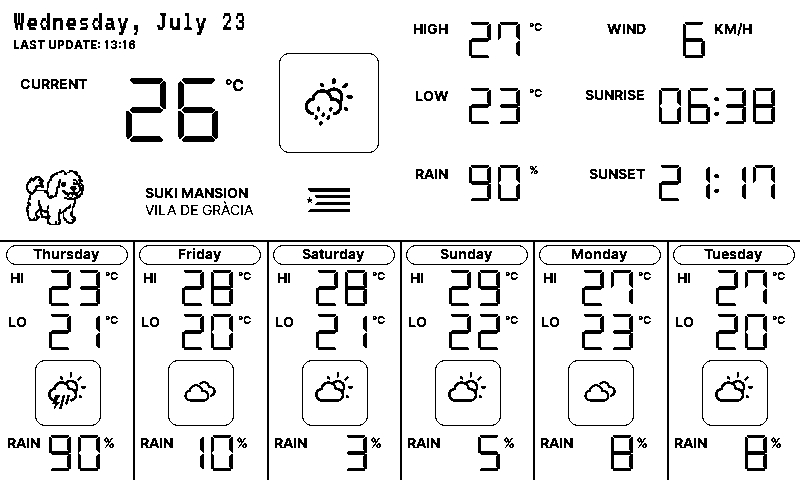 Wednesday, July 23
LAST UPDATE: 13:16
CURRENT 26 °C
SUKI MANSION
VILA DE GRÀCIA
HIGH 27 °C
LOW 23 °C
RAIN 90 %
WIND 6 KM/H
SUNRISE 06:38
SUNSET 21:17
Thursday
HI 23 °C
LO 21 °C
RAIN 90 %
Friday
HI 28 °C
LO 20 °C
RAIN 10 %
Saturday
HI 28 °C
LO 21 °C
RAIN 3 %
Sunday
HI 29 °C
LO 22 °C
RAIN 5 %
Monday
HI 27 °C
LO 23 °C
RAIN 8 %
Tuesday
HI 27 °C
LO 20 °C
RAIN 8 %